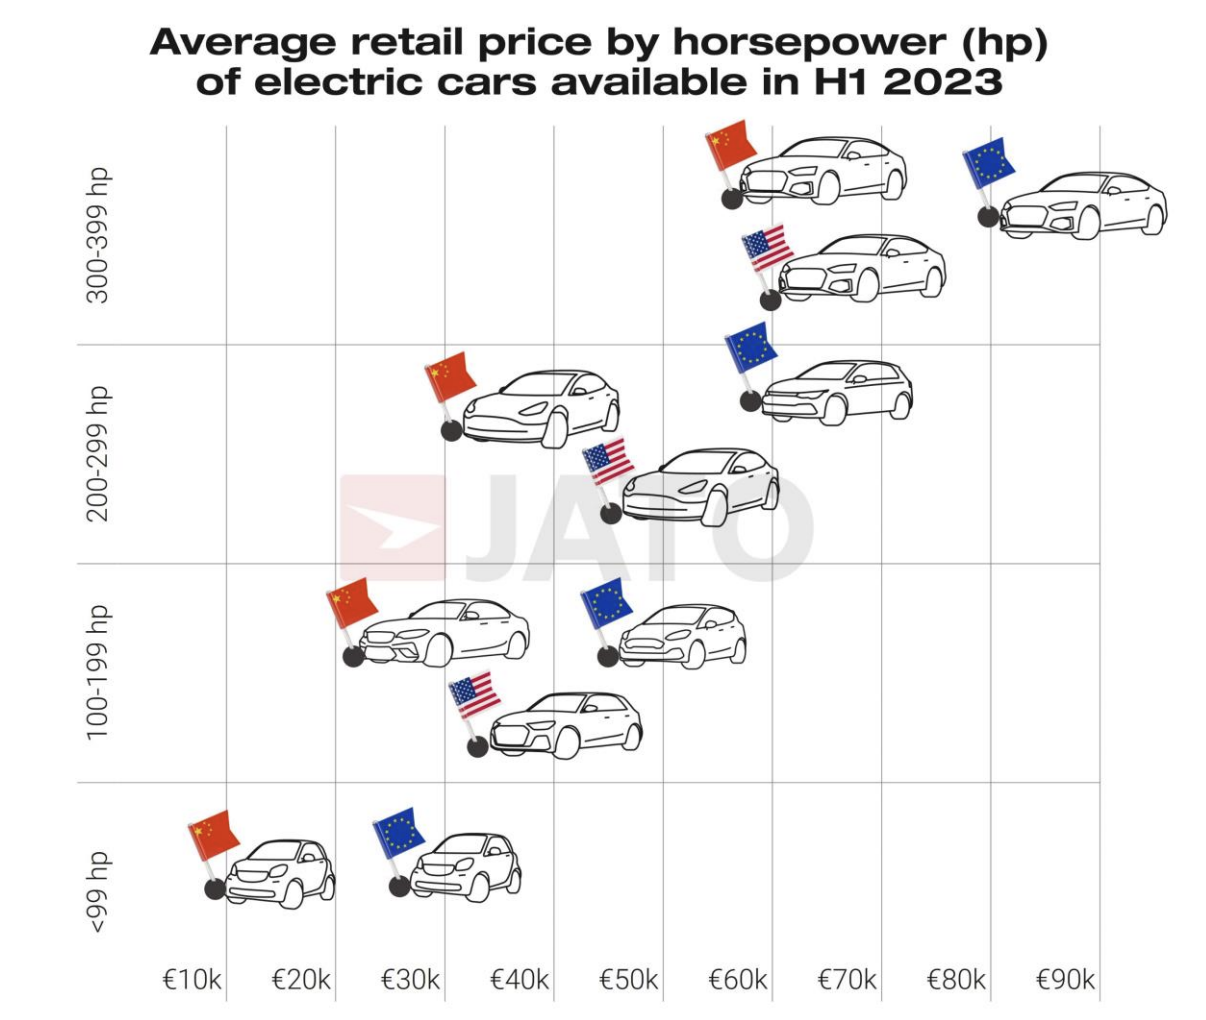 Average retail price by horsepower (hp)
of electric cars available in H1 2023
300-399 hp
200-299 hp
JATO
100-199 hp
<99 hp
€10k €20k €30k €40k €50k €60k €70k €80k €90k